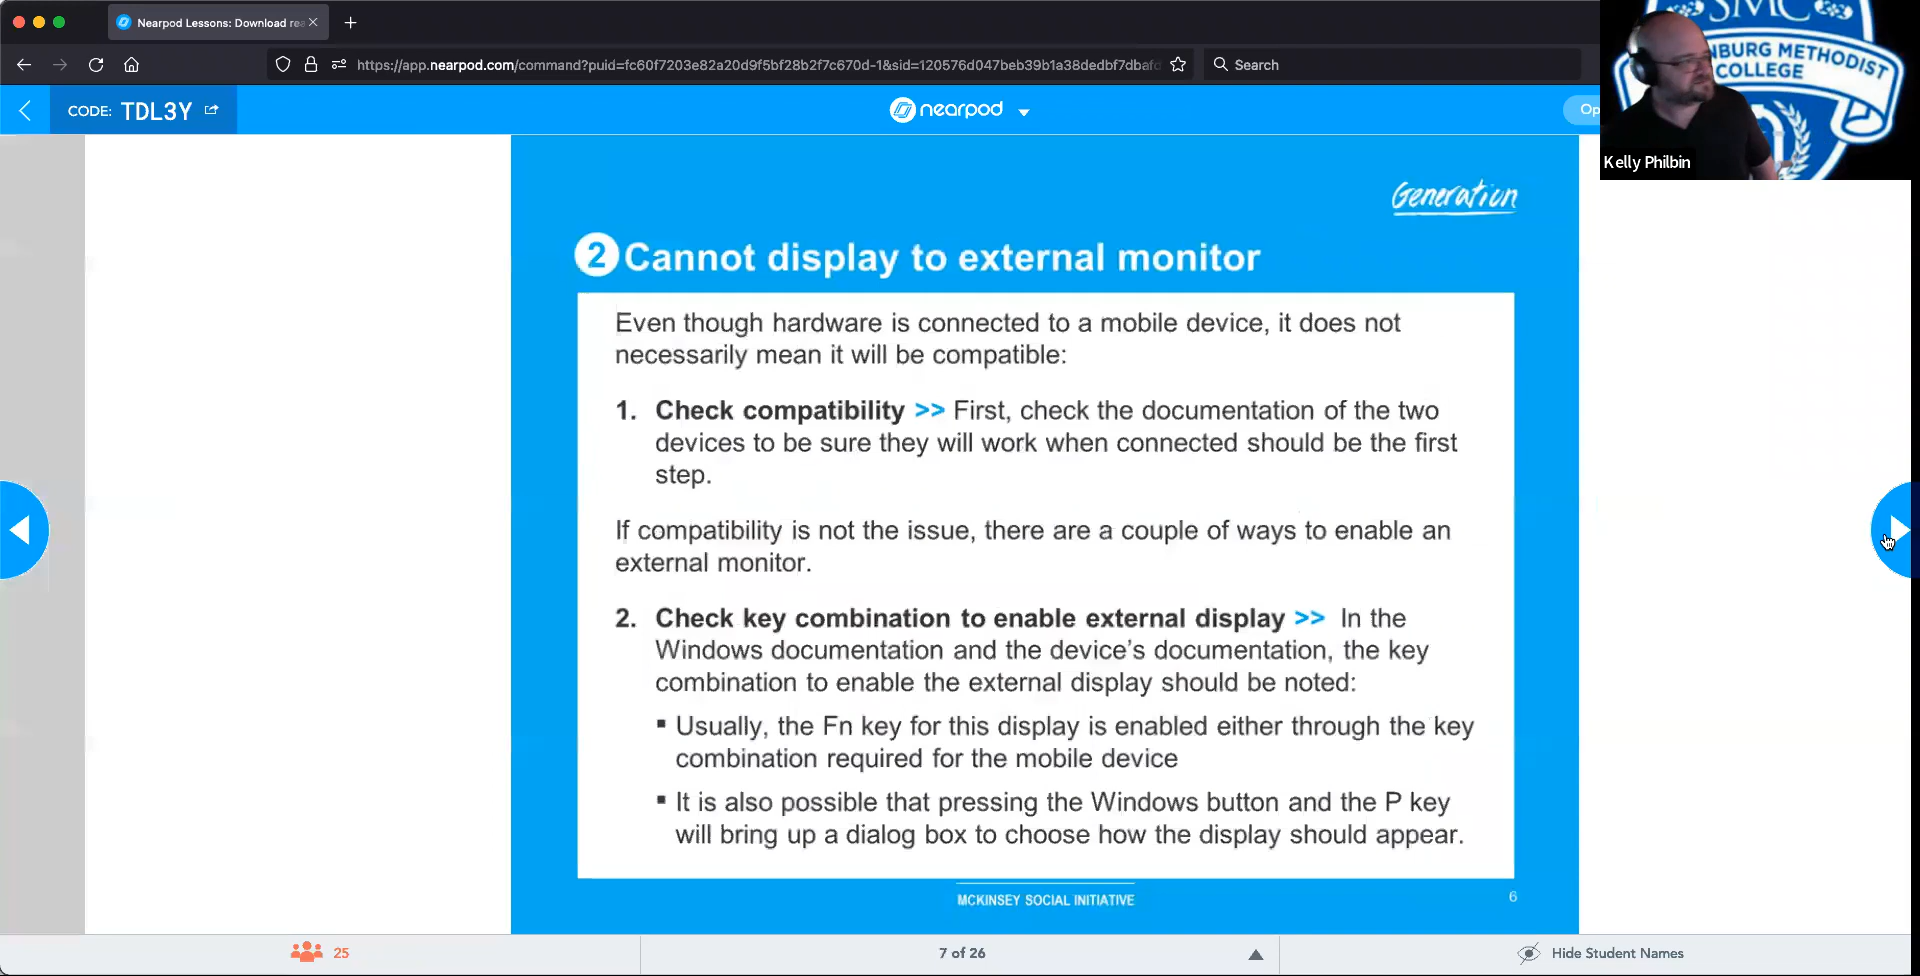 Nearpod Lessons: Download rea
https://app.nearpod.com/command?puid=fc60f7203e82a20d9f5bf28b2f7c670d-1&sid=120576d047beb39b1a38dedbf7dbafd
Search
CODE: TDL3Y
nearpod
Op
SMC
NBURG METHODIST
COLLEGE
Kelly Philbin
Generation
2 Cannot display to external monitor
Even though hardware is connected to a mobile device, it does not
necessarily mean it will be compatible:
1. Check compatibility >> First, check the documentation of the two
devices to be sure they will work when connected should be the first
step.
If compatibility is not the issue, there are a couple of ways to enable an
external monitor.
2. Check key combination to enable external display >> In the
Windows documentation and the device's documentation, the key
combination to enable the external display should be noted:
▪ Usually, the Fn key for this display is enabled either through the key
combination required for the mobile device
▪ It is also possible that pressing the Windows button and the P key
will bring up a dialog box to choose how the display should appear.
MCKINSEY SOCIAL INITIATIVE
6
25
7 of 26
Hide Student Names